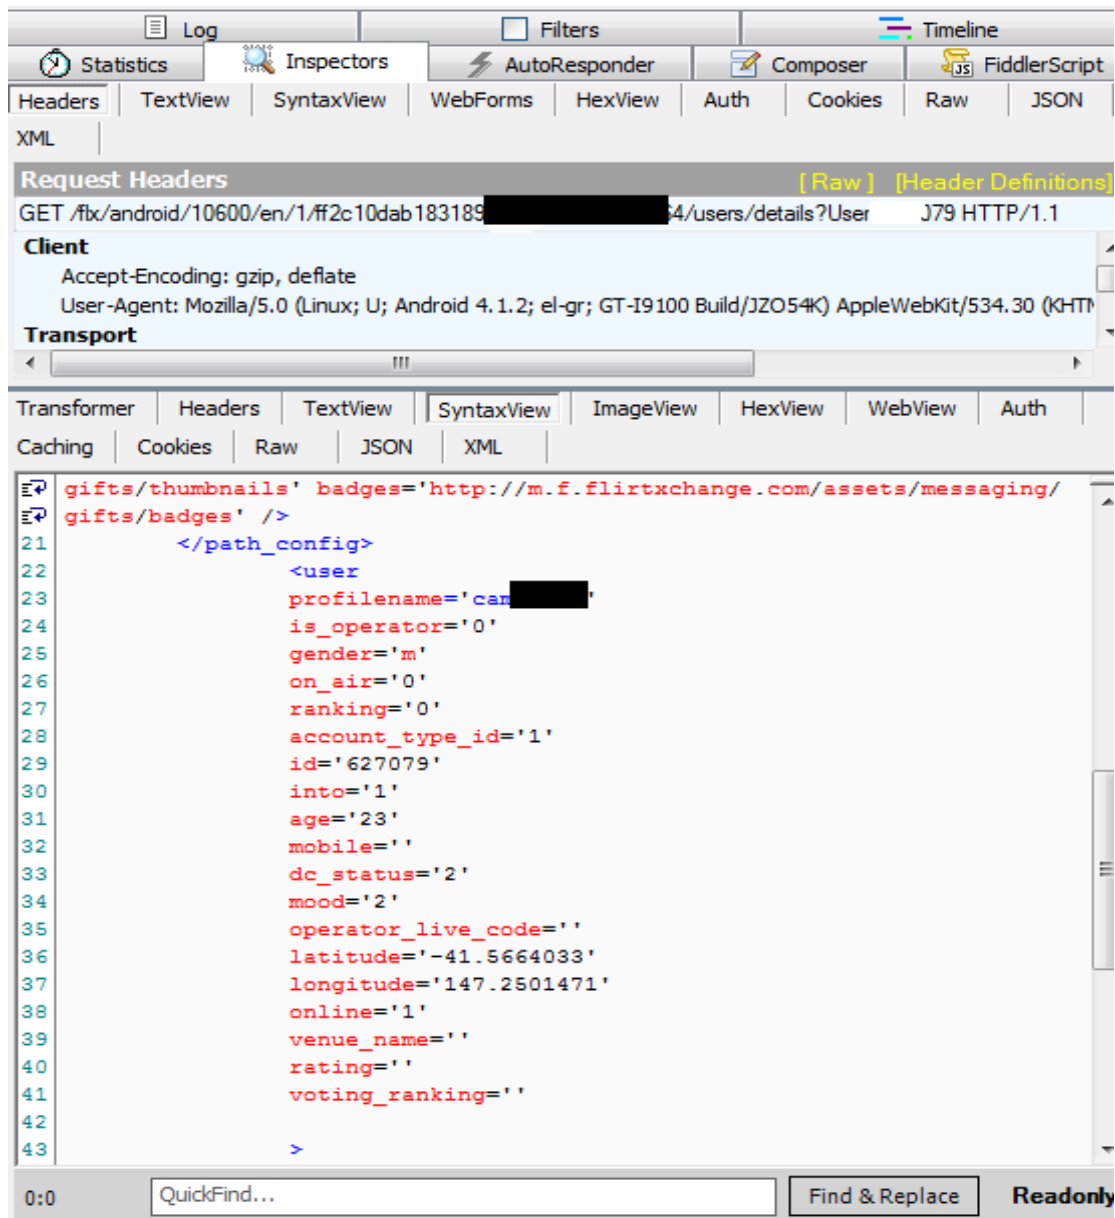 Log Filters Timeline
Statistics Inspectors AutoResponder Composer FiddlerScript
Headers TextView SyntaxView WebForms HexView Auth Cookies Raw JSON
XML
Request Headers [ Raw ] [Header Definitions]
GET /flx/android/10600/en/1/ff2c10dab183189 4/users/details?User J79 HTTP/1.1
Client
Accept-Encoding: gzip, deflate
User-Agent: Mozilla/5.0 (Linux; U; Android 4.1.2; el-gr; GT-I9100 Build/JZO54K) AppleWebKit/534.30 (KHTM
Transport
Transformer Headers TextView SyntaxView ImageView HexView WebView Auth
Caching Cookies Raw JSON XML
gifts/thumbnails' badges='http://m.f.flirtxchange.com/assets/messaging/
gifts/badges' />
21 </path_config>
22 <user
23 profilename='cam '
24 is_operator='0'
25 gender='m'
26 on_air='0'
27 ranking='0'
28 account_type_id='1'
29 id='627079'
30 into='1'
31 age='23'
32 mobile=''
33 dc_status='2'
34 mood='2'
35 operator_live_code=''
36 latitude='-41.5664033'
37 longitude='147.2501471'
38 online='1'
39 venue_name=''
40 rating=''
41 voting_ranking=''
42
43 >
0:0 QuickFind... Find & Replace Readonly